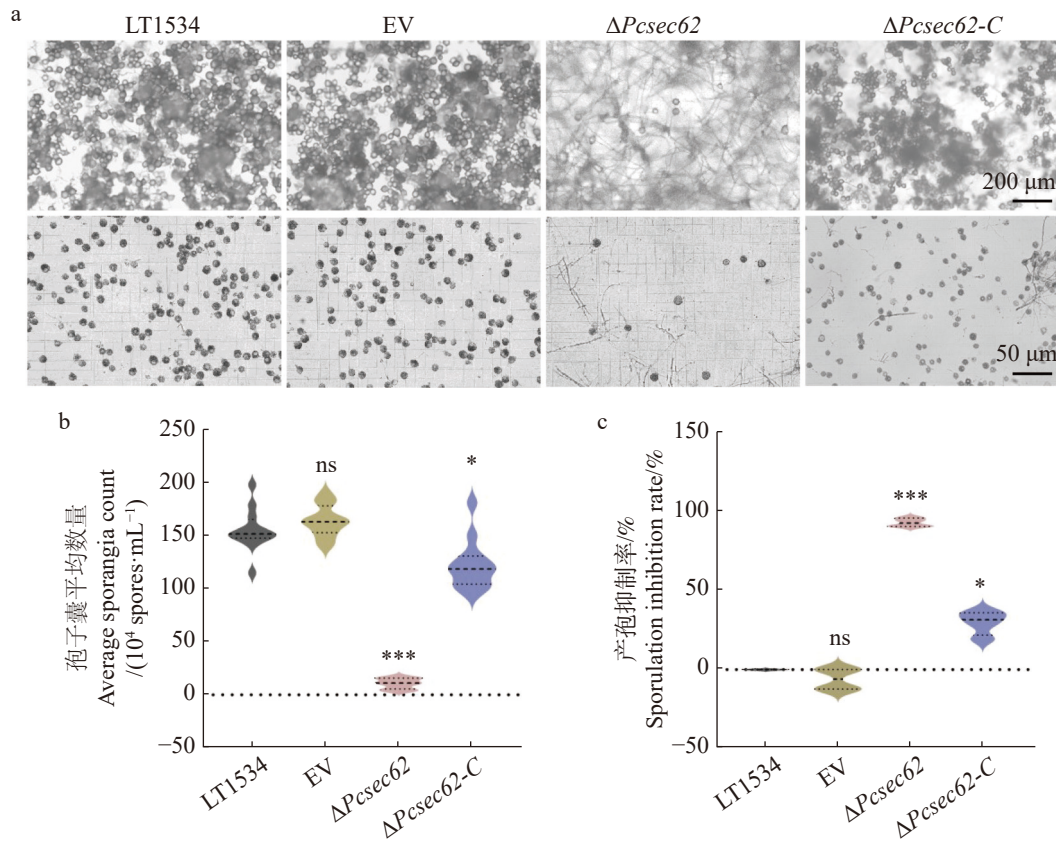 a
LT1534
EV
ΔPcsec62
ΔPcsec62-C
200 μm
50 μm
b
孢子囊平均数量
Average sporangia count
/(10⁴ spores·mL⁻¹)
250
200
150
100
50
0
−50
ns
***
*
LT1534
EV
ΔPcsec62
ΔPcsec62-C
c
产孢抑制率/%
Sporulation inhibition rate/%
150
100
50
0
−50
ns
***
*
LT1534
EV
ΔPcsec62
ΔPcsec62-C